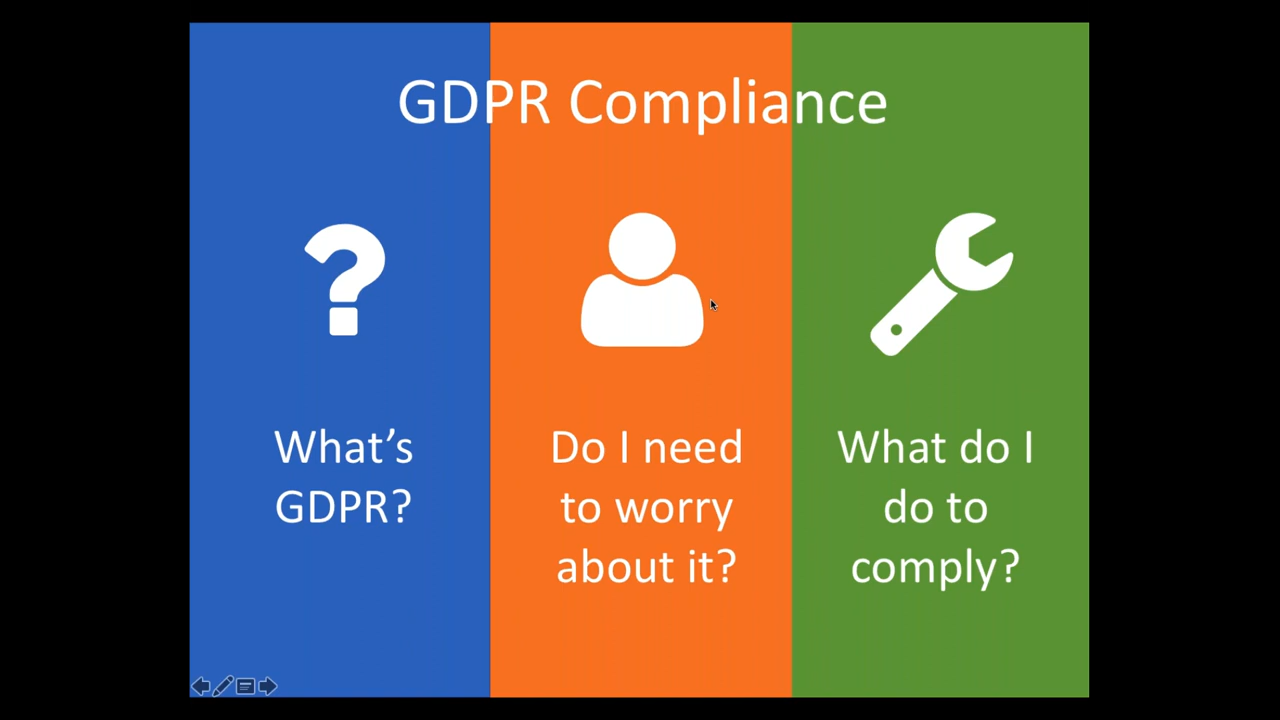 GDPR Compliance
What’s
GDPR?
Do I need
to worry
about it?
What do I
do to
comply?